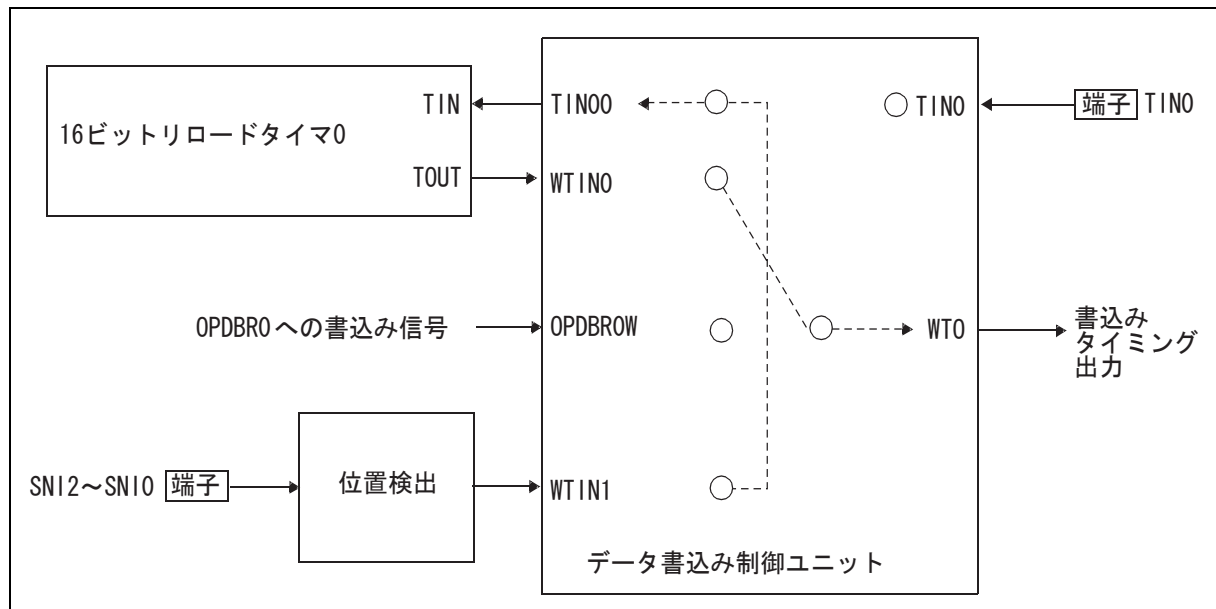 16ビットリロードタイマ0
TIN
TOUT
TIN00
WTIN0
TIN0
端子 TIN0
OPDBR0への書込み信号
OPDBR0W
WTO
書込み
タイミング
出力
SNI2～SNI0 端子
位置検出
WTIN1
データ書込み制御ユニット